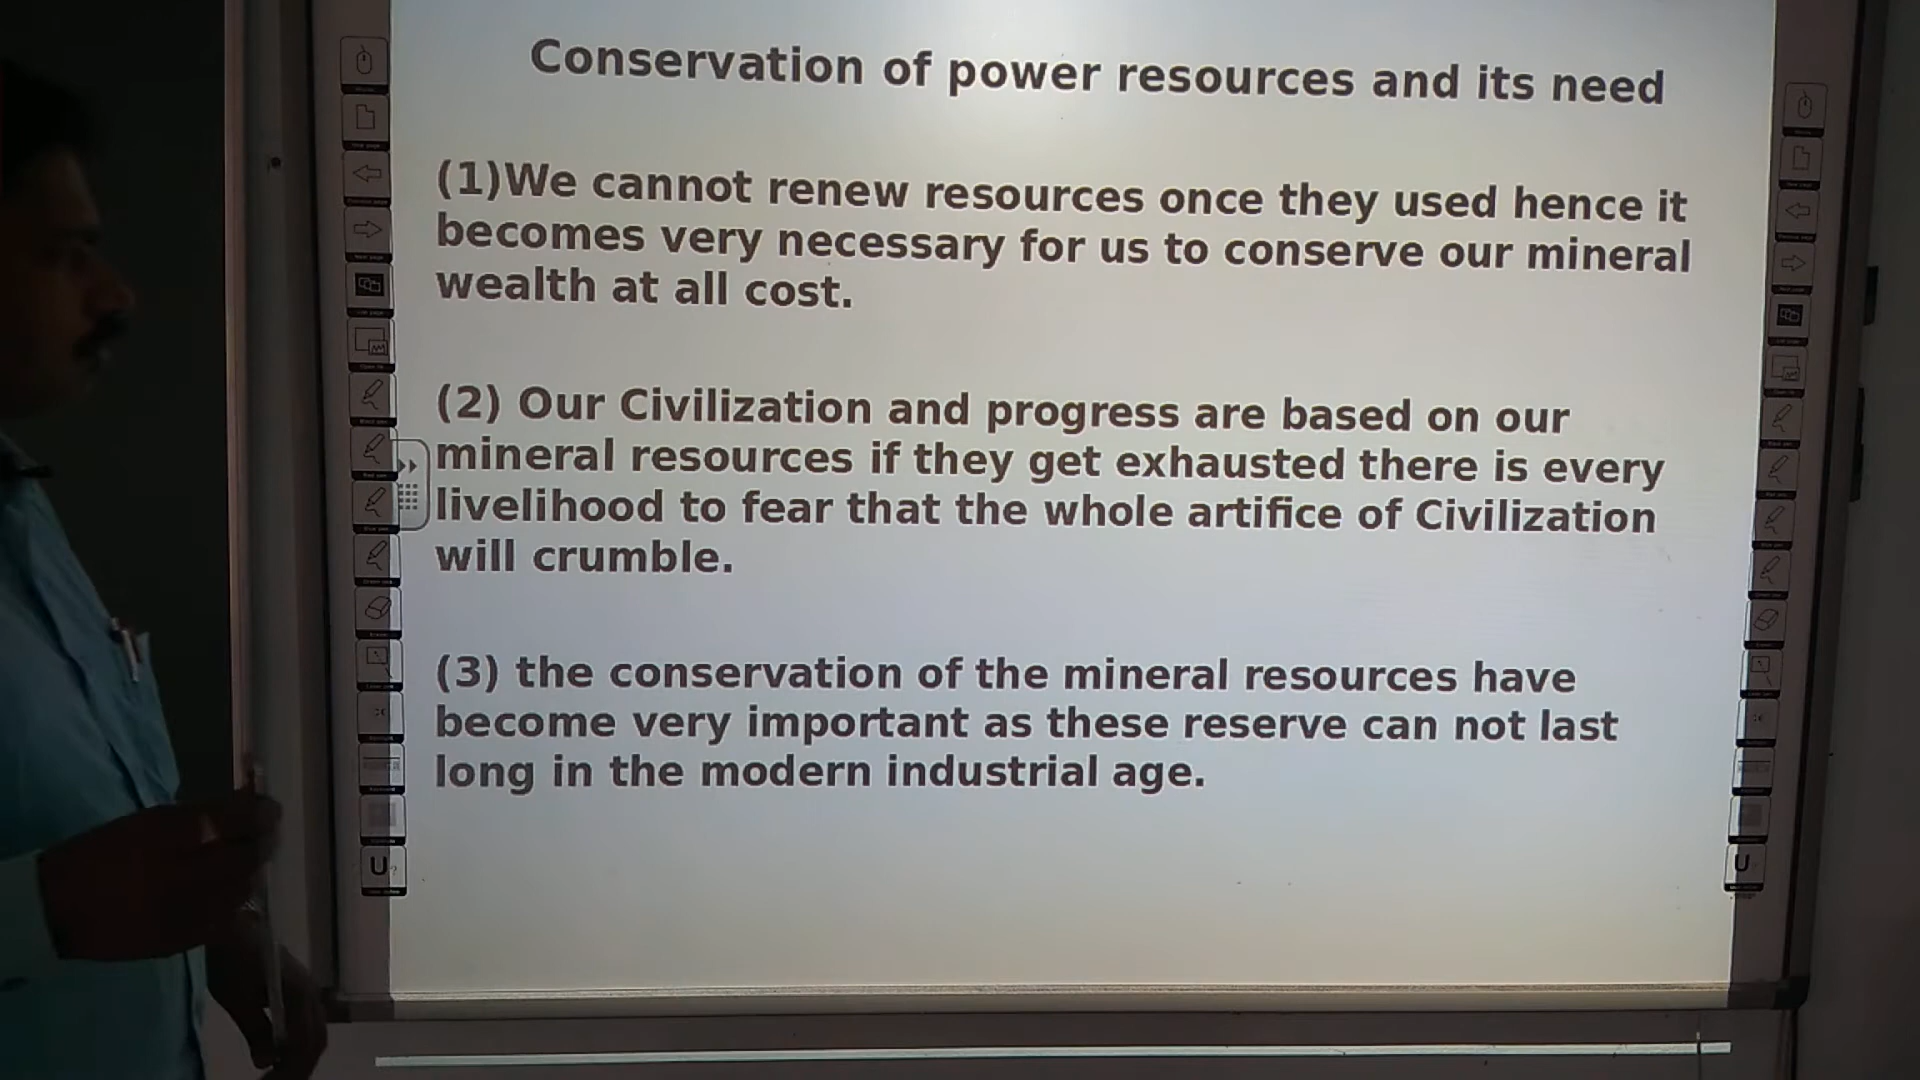 Conservation of power resources and its need
(1)We cannot renew resources once they used hence it
becomes very necessary for us to conserve our mineral
wealth at all cost.
(2) Our Civilization and progress are based on our
mineral resources if they get exhausted there is every
livelihood to fear that the whole artifice of Civilization
will crumble.
(3) the conservation of the mineral resources have
become very important as these reserve can not last
long in the modern industrial age.